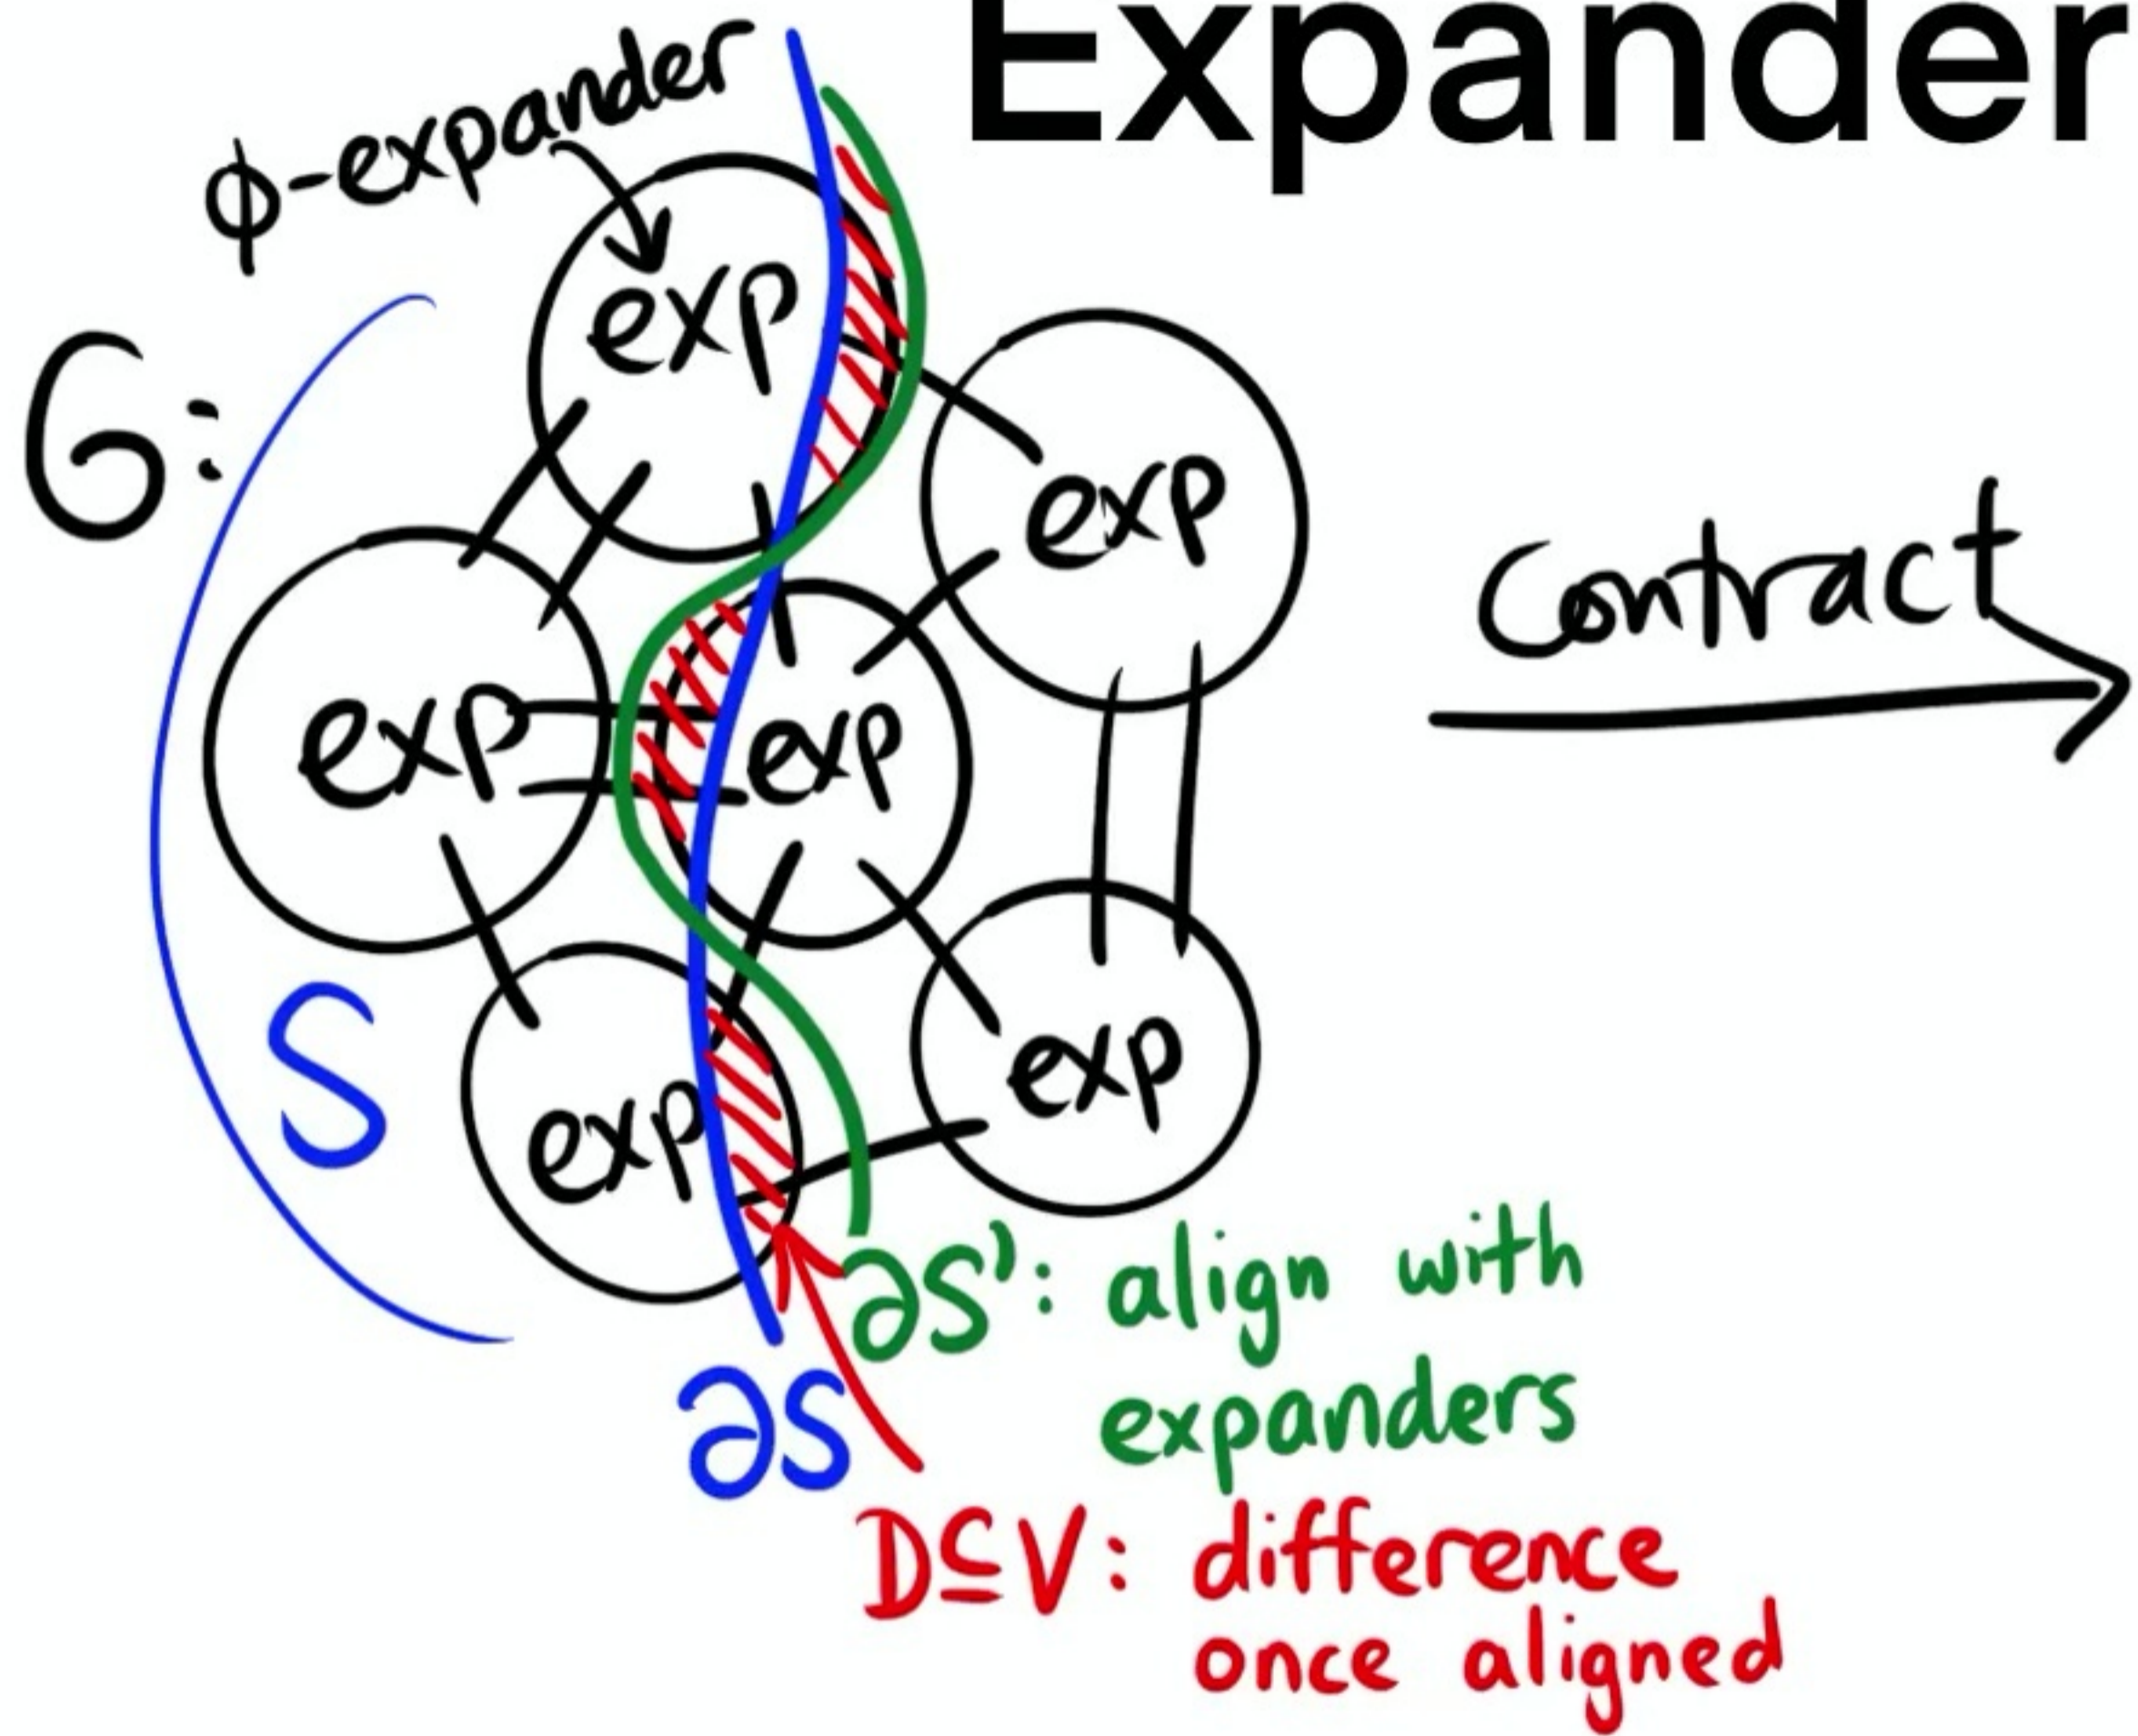 Expander
ϕ-expander
G:
exp
exp
exp
exp
exp
exp
contract
S
∂S
∂S': align with
expanders
D⊆V: difference
once aligned